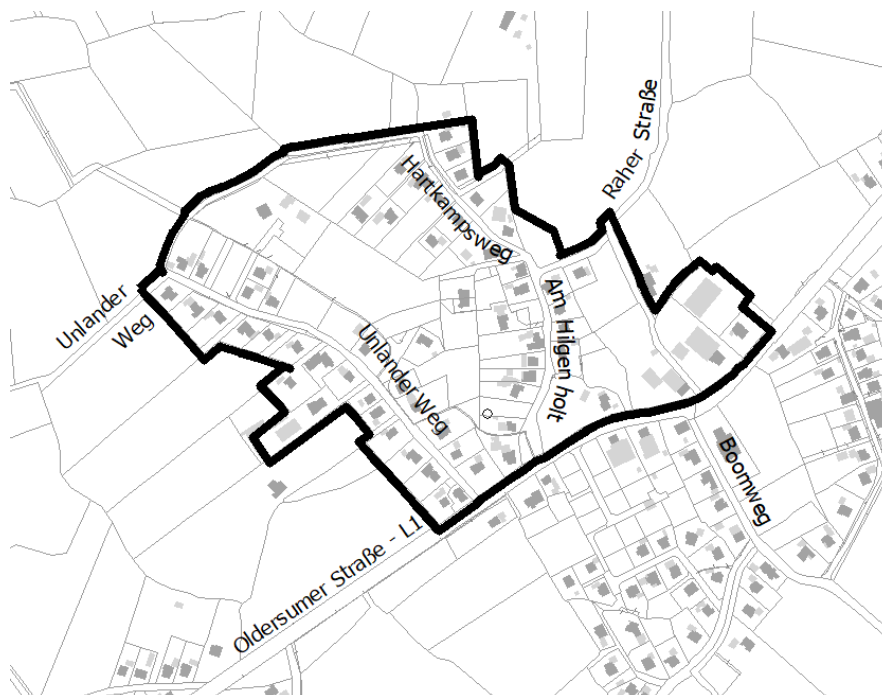 Raher Straße
Hartkampsweg
Am Hilgen holt
Unlander
Weg
Unlander Weg
Boomweg
Oldersumer Straße - L1